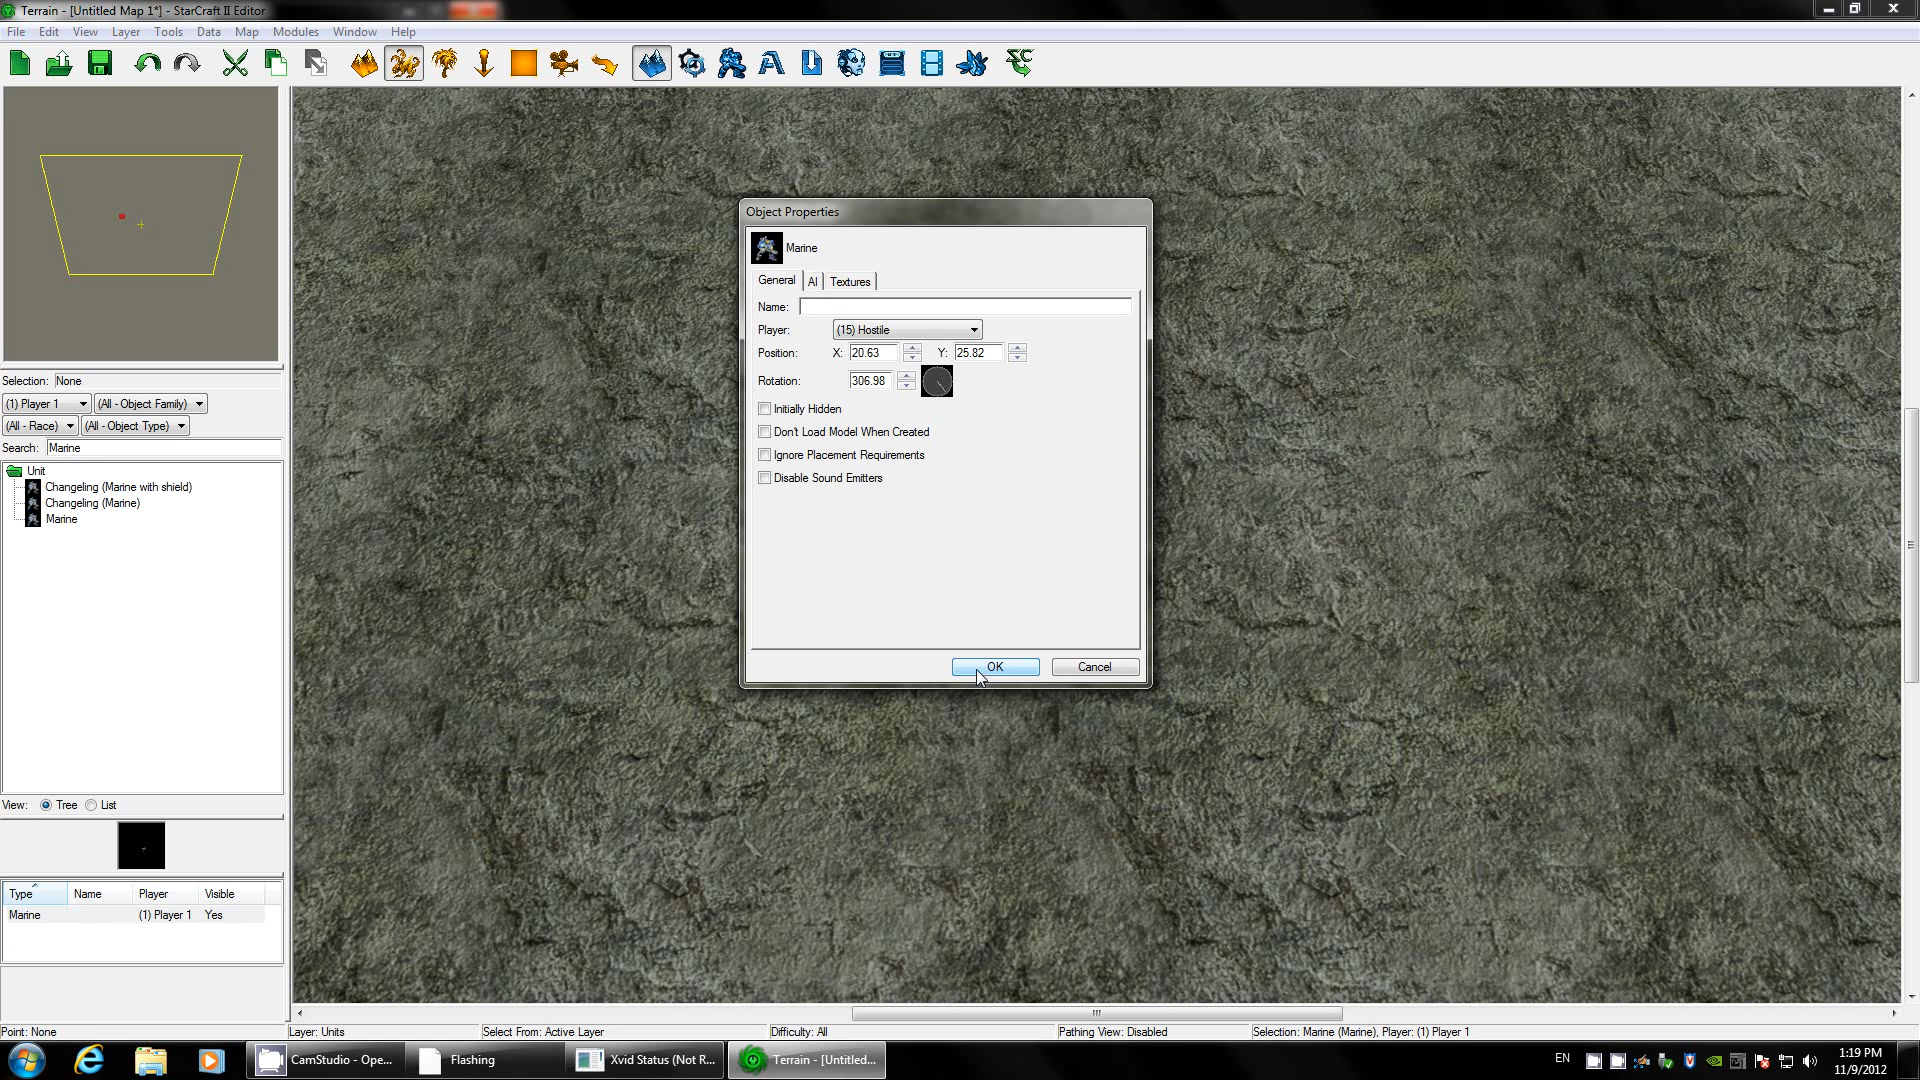 Terrain - [Untitled Map 1*] - StarCraft II Editor
File Edit View Layer Tools Data Map Modules Window Help
Object Properties
Marine
General AI Textures
Name:
Player: (15) Hostile
Position: X: 20.63 Y: 25.82
Rotation: 306.98
Initially Hidden
Don't Load Model When Created
Ignore Placement Requirements
Disable Sound Emitters
OK Cancel
Selection: None
(1) Player 1 (All - Object Family)
(All - Race) (All - Object Type)
Search: Marine
Unit
Changeling (Marine with shield)
Changeling (Marine)
Marine
View: Tree List
Type Name Player Visible
Marine (1) Player 1 Yes
Point: None Layer: Units Select From: Active Layer Difficulty: All Pathing View: Disabled Selection: Marine (Marine), Player: (1) Player 1
CamStudio - Ope... Flashing Xvid Status (Not R... Terrain - [Untitled... EN 1:19 PM
11/9/2012